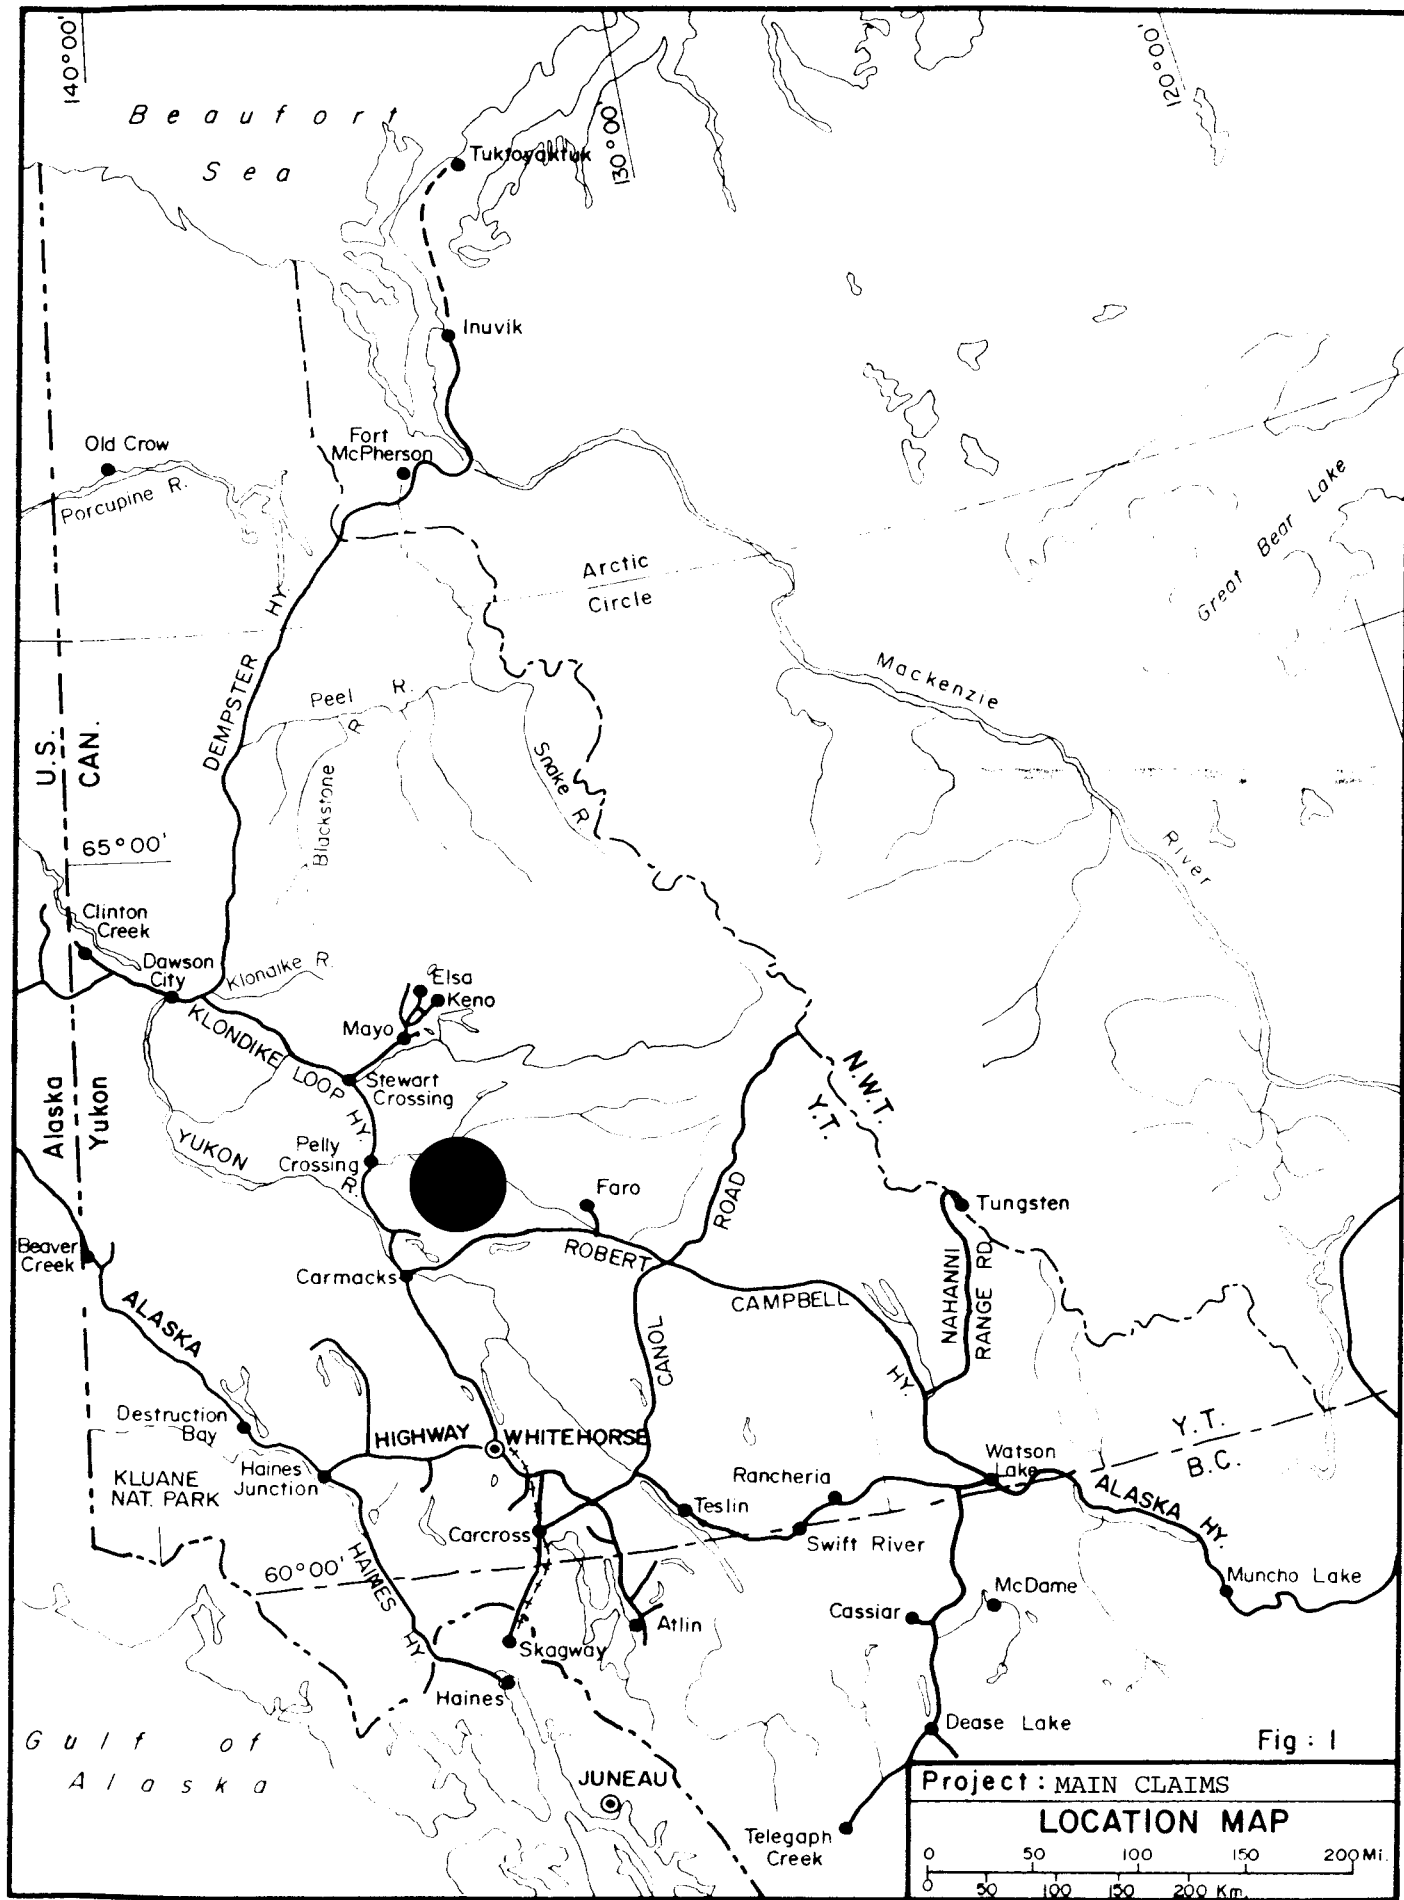 140°00'
130°00'
120°00'
Beaufort
Sea
Tuktoyaktuk
Inuvik
Old Crow
Porcupine R.
Fort
McPherson
Arctic
Circle
Great Bear Lake
DEMPSTER HY.
Peel R.
Blackstone R
Snake R.
Mackenzie
River
U.S.
CAN.
65°00'
Clinton
Creek
Dawson
City
Klondike R.
Elsa
Keno
Mayo
KLONDIKE LOOP HY.
Stewart
Crossing
Alaska
Yukon
YUKON R.
Pelly
Crossing
N.W.T.
Y.T.
Faro
ROAD
Tungsten
Beaver
Creek
Carmacks
ROBERT
CAMPBELL
HY.
NAHANNI
RANGE RD.
ALASKA
CANOL
Destruction
Bay
HIGHWAY
WHITEHORSE
Haines
Junction
KLUANE
NAT. PARK
Rancheria
Watson
Lake
Y.T.
B.C.
ALASKA HY.
Teslin
Carcross
Swift River
60°00'
HAINES
HY
Muncho Lake
McDame
Cassiar
Atlin
Skagway
Haines
Dease Lake
Gulf of
Alaska
JUNEAU
Telegaph
Creek
Fig : 1
Project : MAIN CLAIMS
LOCATION MAP
0 50 100 150 200 Mi.
0 50 100 150 200 Km.